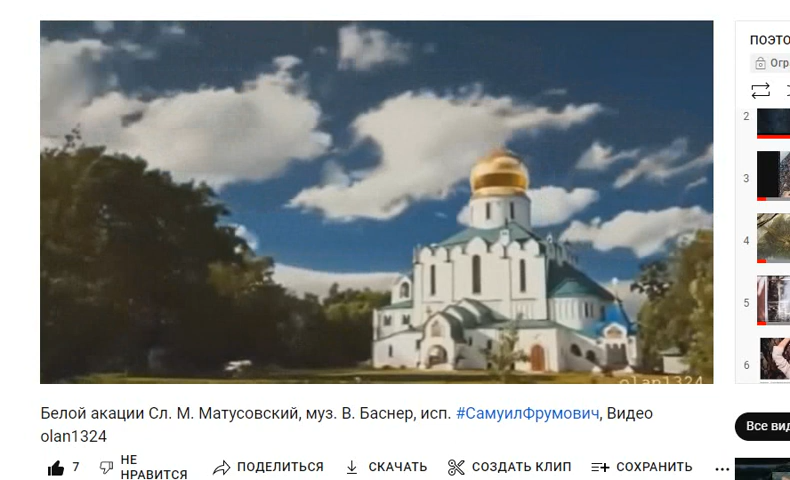 поэто
Огр
2
3
4
5
6
olan1324
Белой акации Сл. М. Матусовский, муз. В. Баснер, исп. #СамуилФрумович, Видео
olan1324
7
НЕ
НРАВИТСЯ
ПОДЕЛИТЬСЯ
СКАЧАТЬ
СОЗДАТЬ КЛИП
СОХРАНИТЬ
Все вид